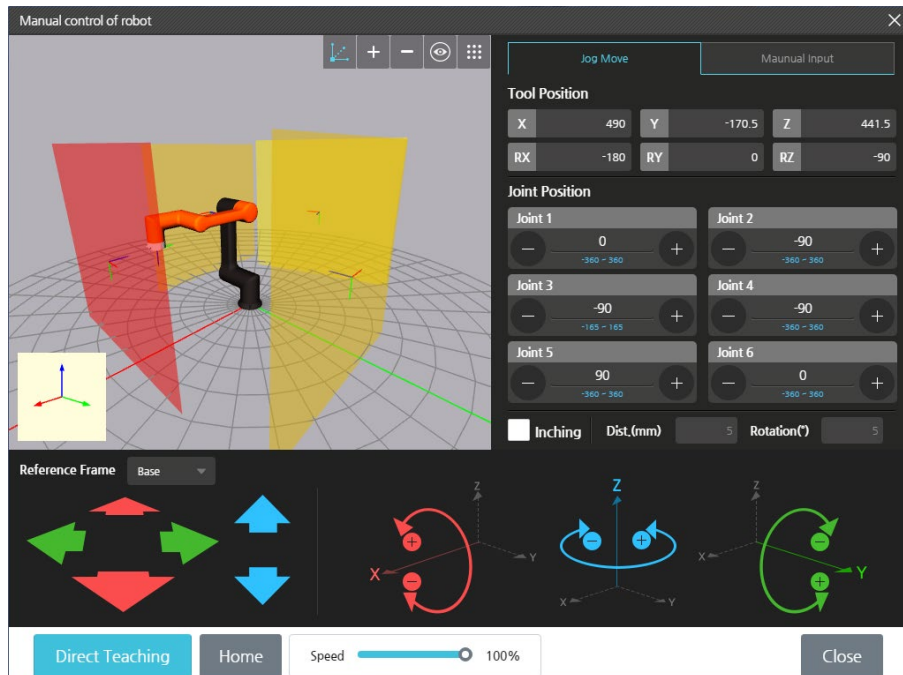 Manual control of robot
Jog Move
Maunual Input
Tool Position
X 490 Y -170.5 Z 441.5
RX -180 RY 0 RZ -90
Joint Position
Joint 1
Joint 2
0
-360 ~ 360
-90
-360 ~ 360
Joint 3
Joint 4
-90
-165 ~ 165
-90
-360 ~ 360
Joint 5
Joint 6
90
-360 ~ 360
0
-360 ~ 360
Inching Dist.(mm) 5 Rotation(°) 5
Reference Frame Base
Z
X
Y
Z
X
Y
Z
X
Y
Direct Teaching
Home
Speed 100%
Close